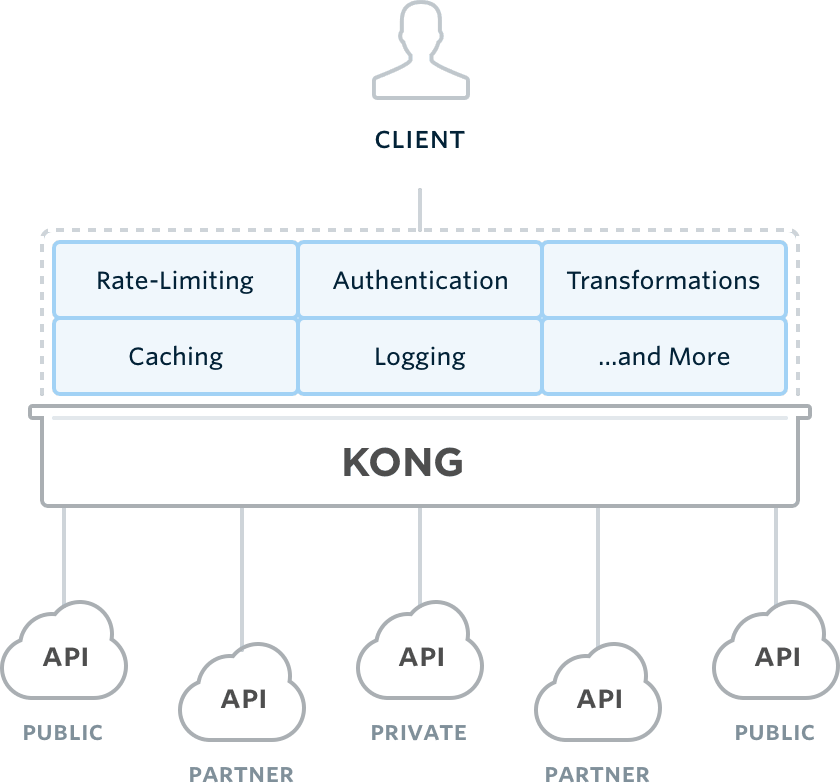 CLIENT
Rate-Limiting Authentication Transformations
Caching Logging ...and More
KONG
API API API
API API
PUBLIC PRIVATE PUBLIC
PARTNER PARTNER